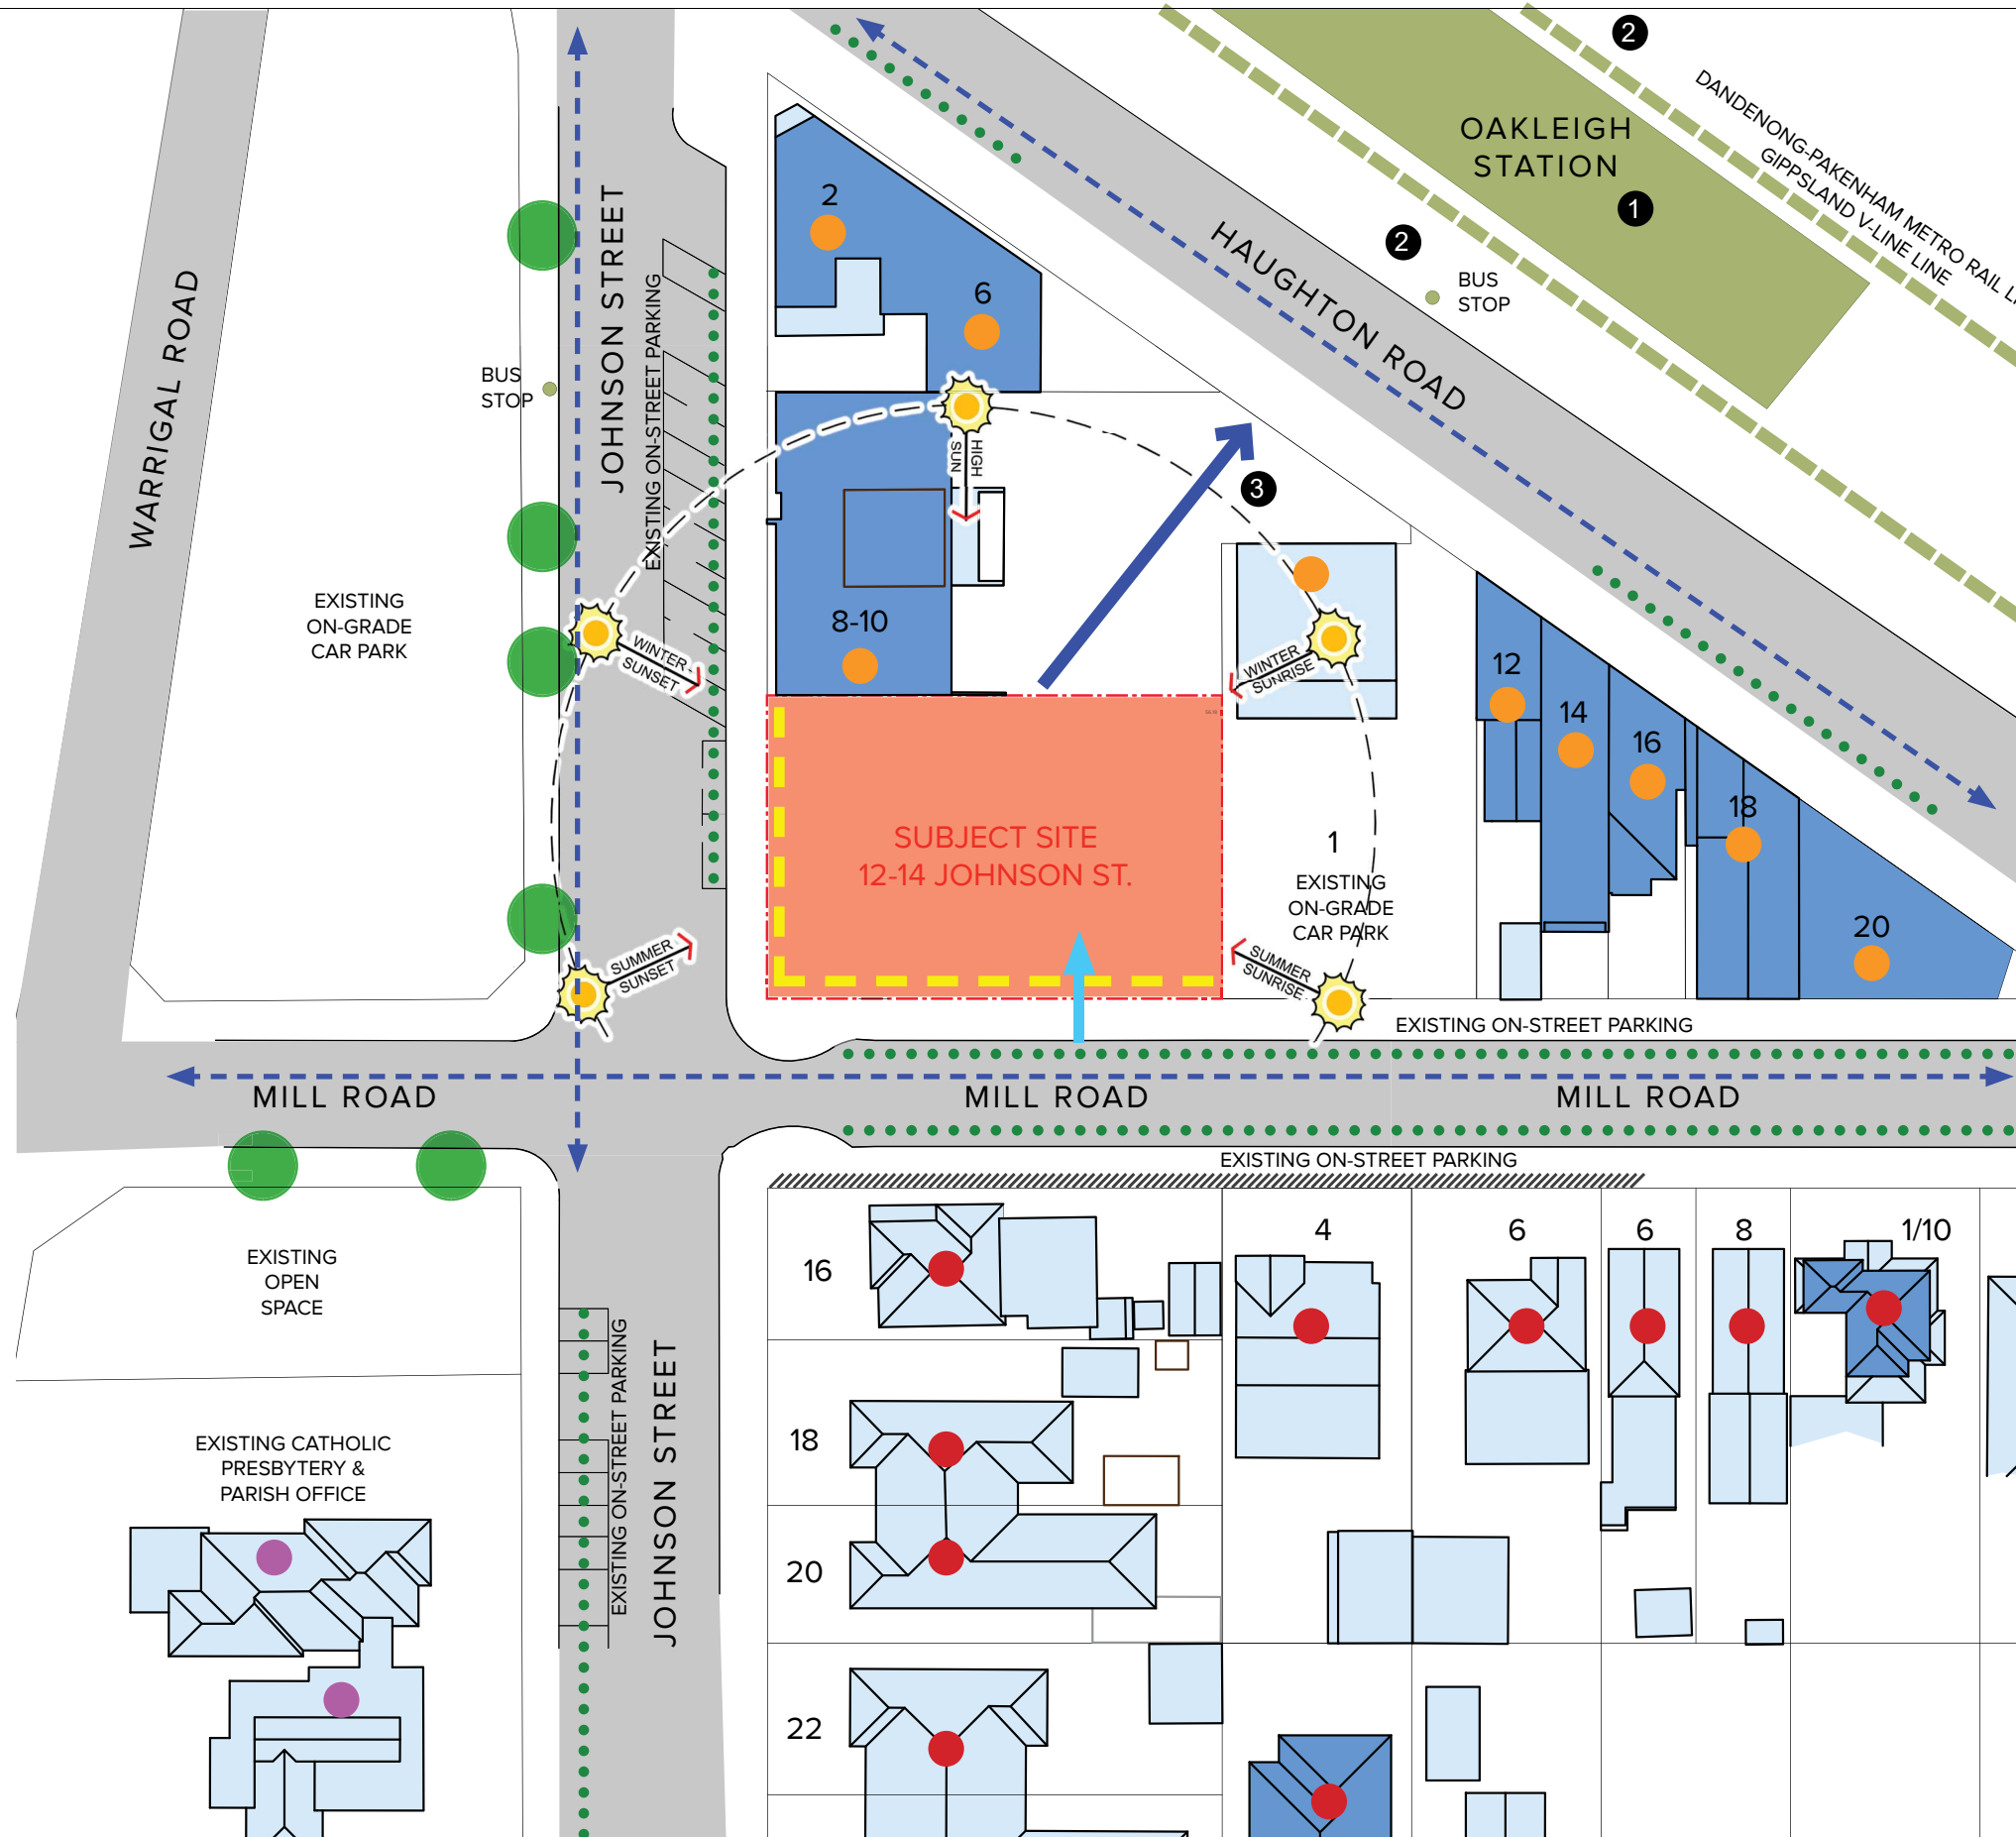 2
DANDENONG-PAKENHAM METRO RAIL LI
GIPPSLAND V-LINE LINE
OAKLEIGH
STATION
1
2
BUS
STOP
HAUGHTON ROAD
WARRIGAL ROAD
JOHNSON STREET
EXISTING ON-STREET PARKING
BUS
STOP
2
6
HIGH
SUN
3
8-10
EXISTING
ON-GRADE
CAR PARK
WINTER
SUNSET
WINTER
SUNRISE
12
14
16
18
20
SUBJECT SITE
12-14 JOHNSON ST.
1
EXISTING
ON-GRADE
CAR PARK
SUMMER
SUNSET
SUMMER
SUNRISE
EXISTING ON-STREET PARKING
MILL ROAD
MILL ROAD
MILL ROAD
EXISTING ON-STREET PARKING
EXISTING
OPEN
SPACE
16
4
6
6
8
1/10
EXISTING ON-STREET PARKING
JOHNSON STREET
EXISTING CATHOLIC
PRESBYTERY &
PARISH OFFICE
18
20
22